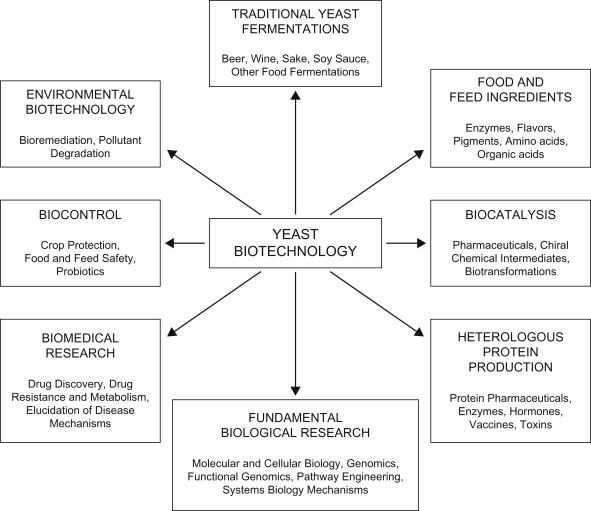 TRADITIONAL YEAST
FERMENTATIONS
Beer, Wine, Sake, Soy Sauce,
Other Food Fermentations
ENVIRONMENTAL
BIOTECHNOLOGY
Bioremediation, Pollutant
Degradation
FOOD AND
FEED INGREDIENTS
Enzymes, Flavors,
Pigments, Amino acids,
Organic acids
BIOCONTROL
Crop Protection,
Food and Feed Safety,
Probiotics
YEAST
BIOTECHNOLOGY
BIOCATALYSIS
Pharmaceuticals, Chiral
Chemical Intermediates,
Biotransformations
BIOMEDICAL
RESEARCH
Drug Discovery, Drug
Resistance and Metabolism,
Elucidation of Disease
Mechanisms
HETEROLOGOUS
PROTEIN
PRODUCTION
Protein Pharmaceuticals,
Enzymes, Hormones,
Vaccines, Toxins
FUNDAMENTAL
BIOLOGICAL RESEARCH
Molecular and Cellular Biology, Genomics,
Functional Genomics, Pathway Engineering,
Systems Biology Mechanisms